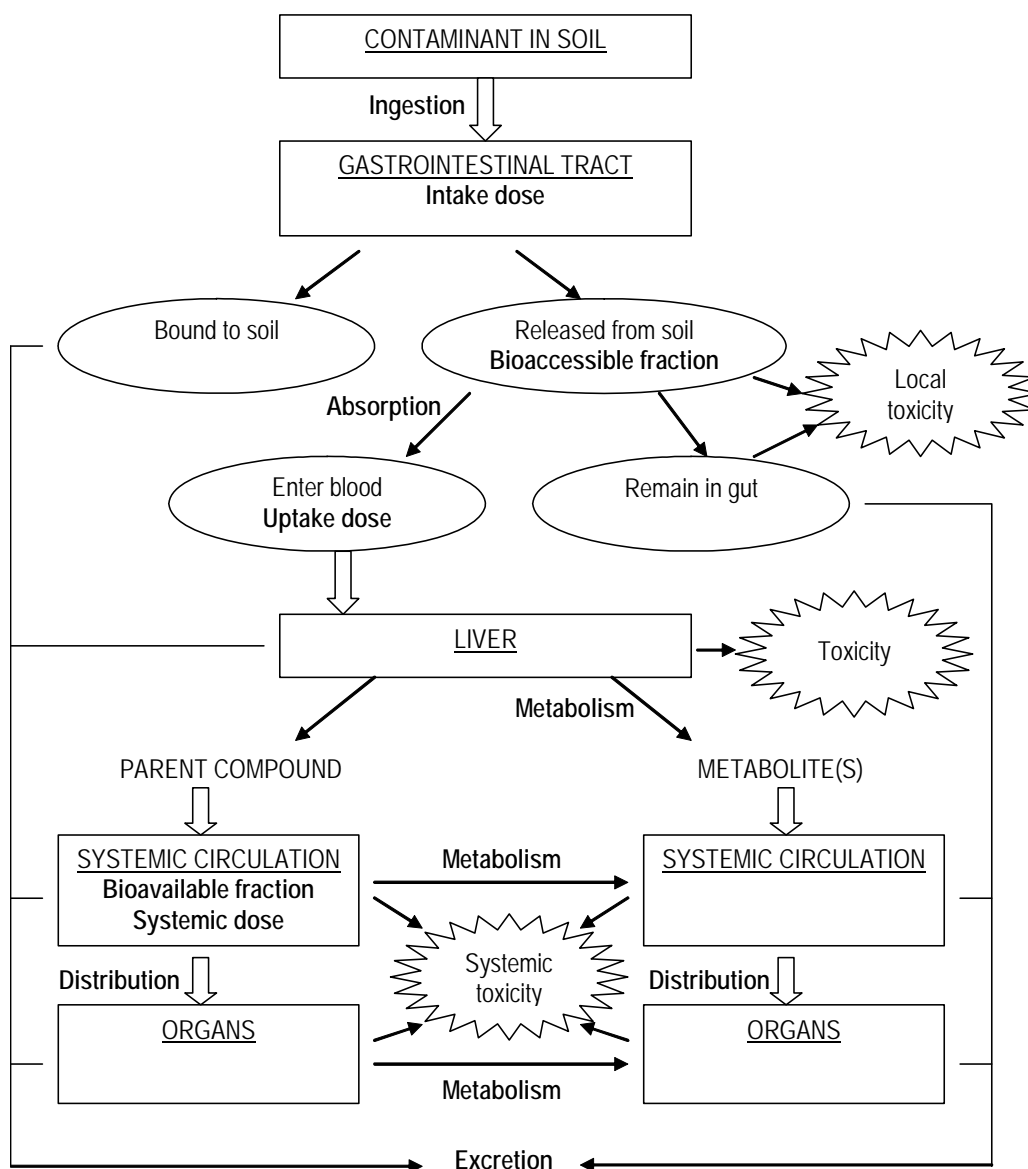 CONTAMINANT IN SOIL
Ingestion
GASTROINTESTINAL TRACT
Intake dose
Bound to soil
Released from soil
Bioaccessible fraction
Local
toxicity
Absorption
Enter blood
Uptake dose
Remain in gut
LIVER
Toxicity
Metabolism
PARENT COMPOUND
METABOLITE(S)
SYSTEMIC CIRCULATION
Bioavailable fraction
Systemic dose
Metabolism
SYSTEMIC CIRCULATION
Systemic
toxicity
Distribution
Distribution
ORGANS
ORGANS
Metabolism
Excretion